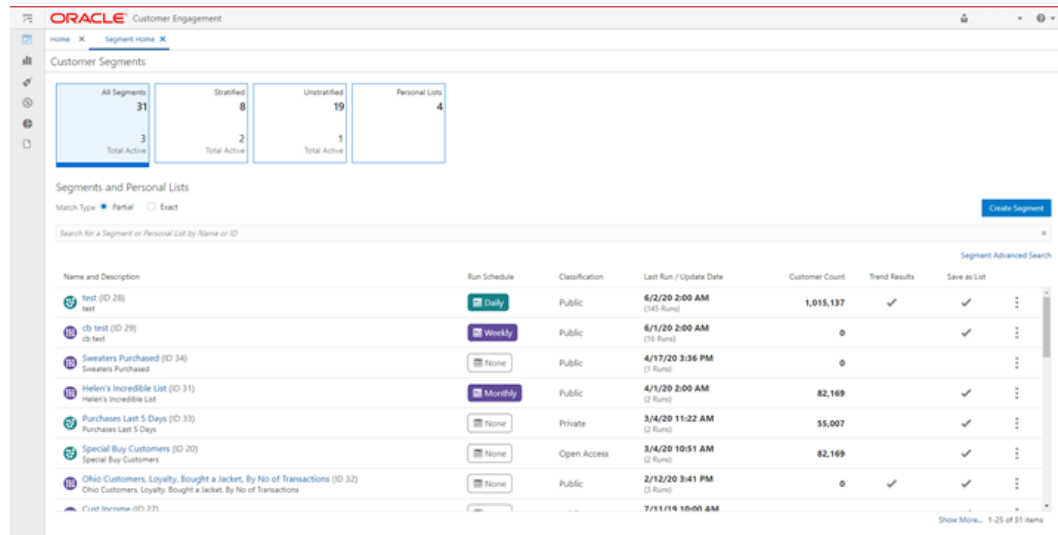 ORACLE Customer Engagement
Home Segment Home
Customer Segments
All Segments Stratified Unstratified Personal Lists
31 8 19 4
3 2 1
Total Active Total Active Total Active
Segments and Personal Lists
Match Type Partial Exact
Create Segment
Search for a Segment or Personal List by Name or ID
Segment Advanced Search
Name and Description Run Schedule Classification Last Run / Update Date Customer Count Trend Results Save as List
test (ID 28) Daily Public 6/2/20 2:00 AM 1,015,137
test (145 Runs)
cb test (ID 29) Weekly Public 6/1/20 2:00 AM 0
cb test (16 Runs)
Sweaters Purchased (ID 34) None Public 4/17/20 3:36 PM 0
Sweaters Purchased (1 Runs)
Helen's Incredible List (ID 31) Monthly Public 4/1/20 2:00 AM 82,169
Helen's Incredible List (2 Runs)
Purchases Last 5 Days (ID 33) None Private 3/4/20 11:22 AM 55,007
Purchases Last 5 Days (2 Runs)
Special Buy Customers (ID 20) None Open Access 3/4/20 10:51 AM 82,169
Special Buy Customers (2 Runs)
Ohio Customers, Loyalty, Bought a Jacket, By No of Transactions (ID 32) None Public 2/12/20 3:41 PM 0
Ohio Customers, Loyalty, Bought a Jacket, By No of Transactions (3 Runs)
Cust Income (ID 27) 7/11/19 10:00 AM
Show More... 1-25 of 31 items